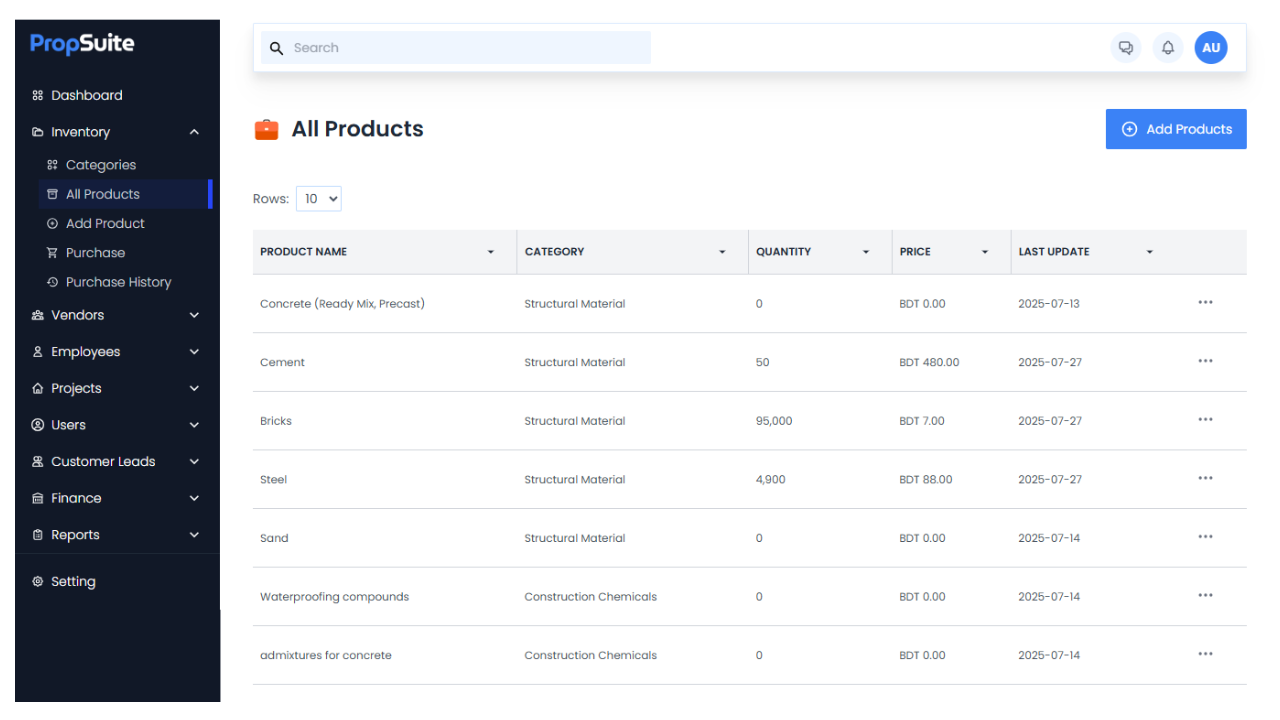 PropSuite
Dashboard
Inventory
Categories
All Products
Add Product
Purchase
Purchase History
Vendors
Employees
Projects
Users
Customer Leads
Finance
Reports
Setting
Search
AU
All Products
Add Products
Rows: 10
PRODUCT NAME CATEGORY QUANTITY PRICE LAST UPDATE
Concrete (Ready Mix, Precast) Structural Material 0 BDT 0.00 2025-07-13
Cement Structural Material 50 BDT 480.00 2025-07-27
Bricks Structural Material 95,000 BDT 7.00 2025-07-27
Steel Structural Material 4,900 BDT 88.00 2025-07-27
Sand Structural Material 0 BDT 0.00 2025-07-14
Waterproofing compounds Construction Chemicals 0 BDT 0.00 2025-07-14
admixtures for concrete Construction Chemicals 0 BDT 0.00 2025-07-14